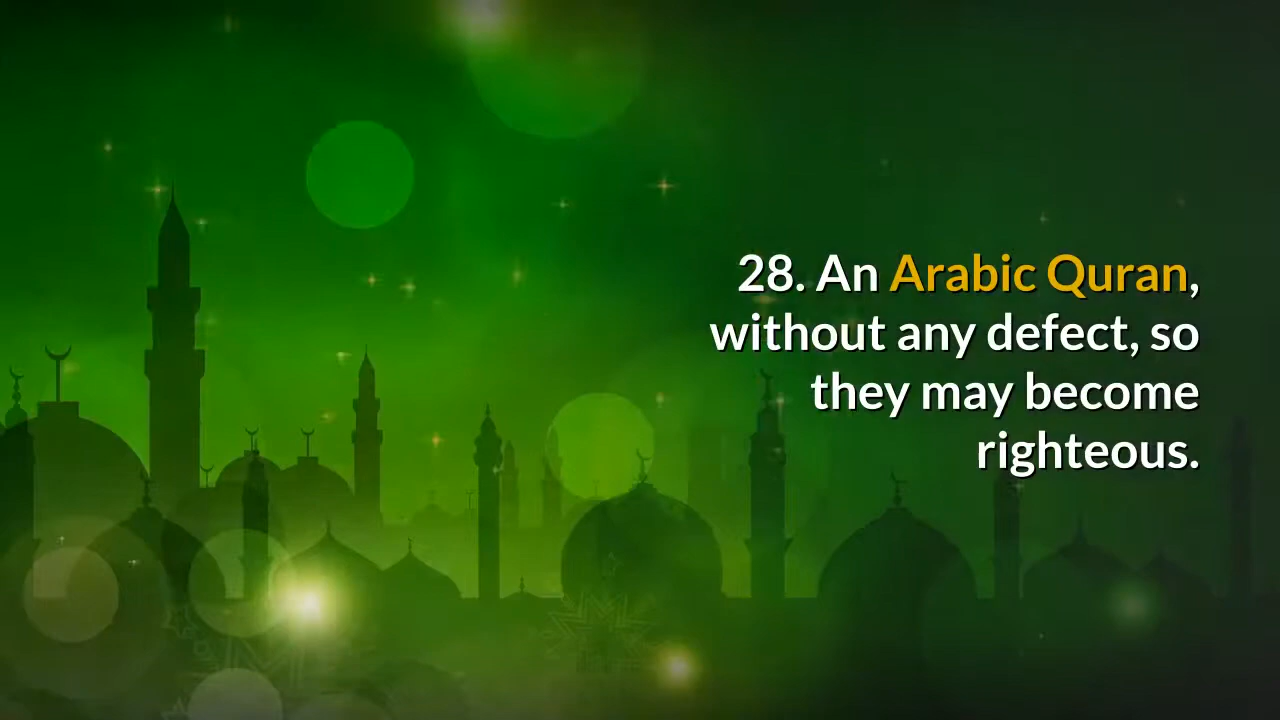 28. An Arabic Quran,
without any defect, so
they may become
righteous.